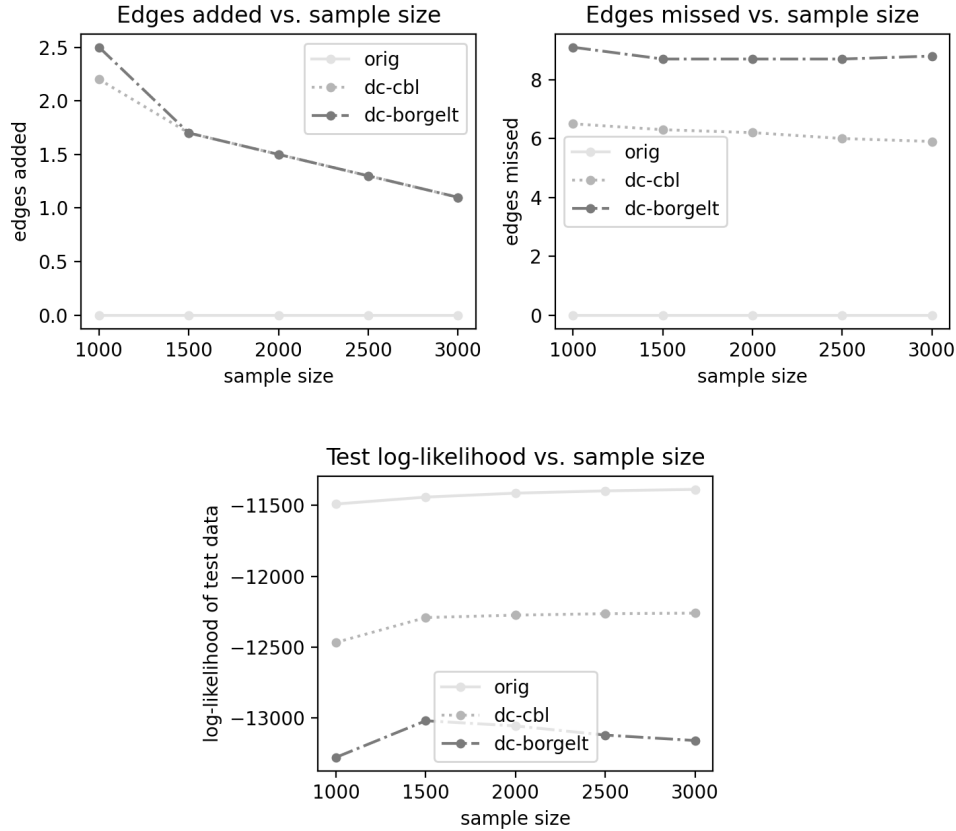 Edges added vs. sample size
edges added
2.5
2.0
1.5
1.0
0.5
0.0
orig
dc-cbl
dc-borgelt
1000 1500 2000 2500 3000
sample size
Edges missed vs. sample size
edges missed
8
6
4
2
0
orig
dc-cbl
dc-borgelt
1000 1500 2000 2500 3000
sample size
Test log-likelihood vs. sample size
log-likelihood of test data
−11500
−12000
−12500
−13000
orig
dc-cbl
dc-borgelt
1000 1500 2000 2500 3000
sample size